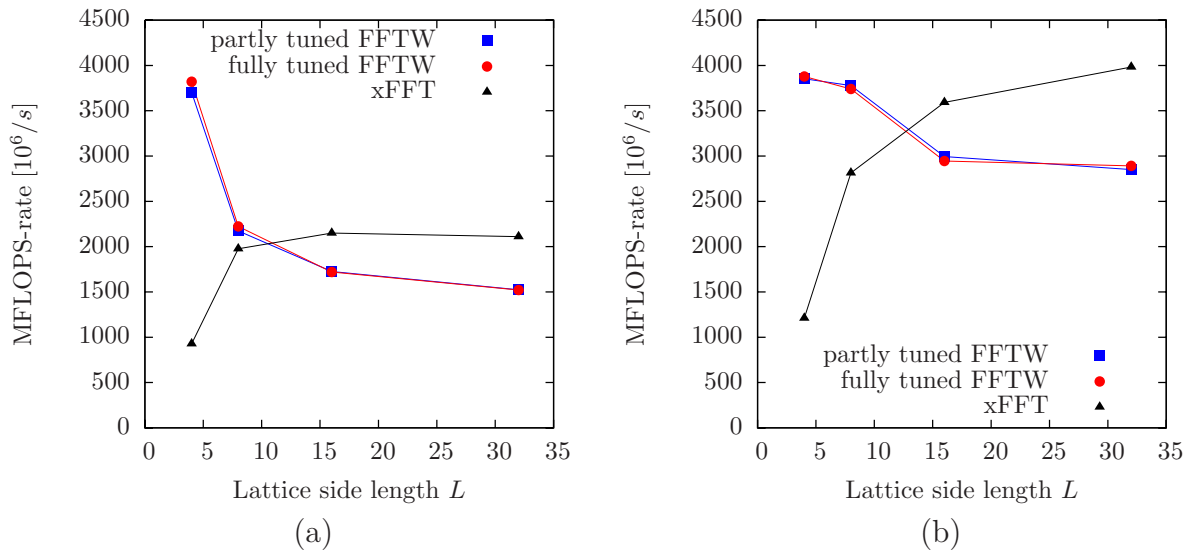 4500
4000
3500
3000
2500
2000
1500
1000
500
0
MFLOPS-rate [10^6/s]
partly tuned FFTW
fully tuned FFTW
xFFT
0 5 10 15 20 25 30 35
Lattice side length L
(a)
4500
4000
3500
3000
2500
2000
1500
1000
500
0
MFLOPS-rate [10^6/s]
partly tuned FFTW
fully tuned FFTW
xFFT
0 5 10 15 20 25 30 35
Lattice side length L
(b)